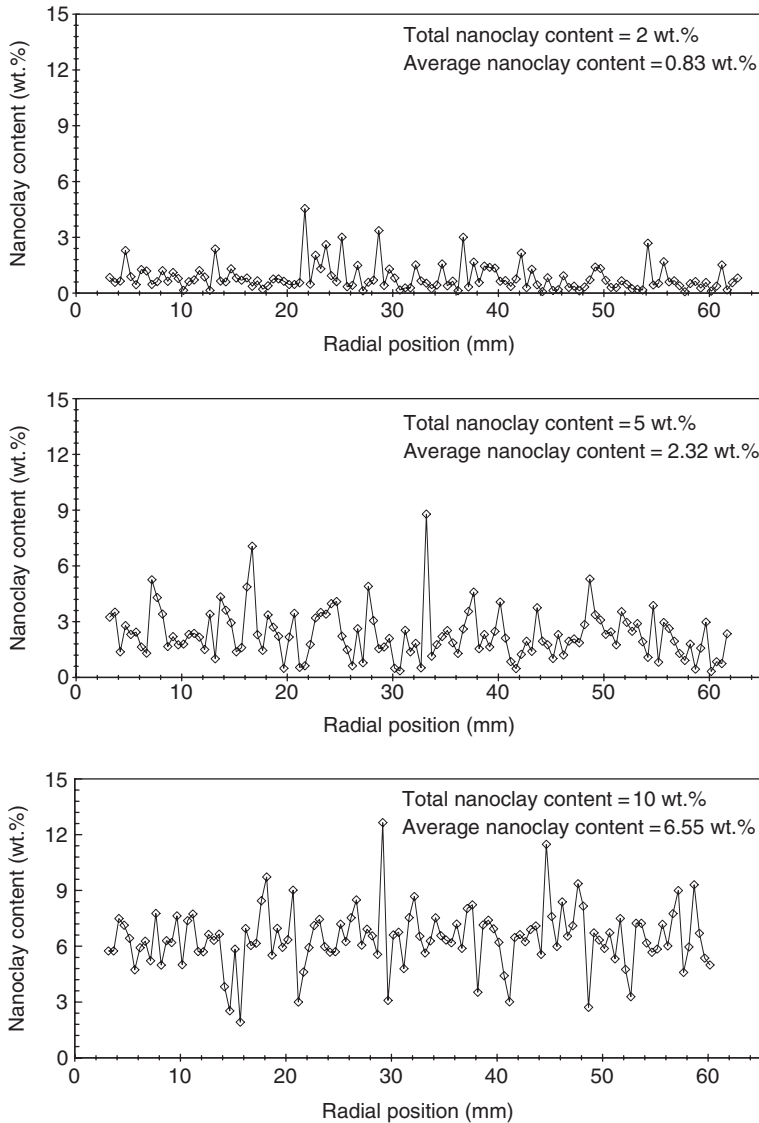 15
12
9
6
3
0
Nanoclay content (wt.%)
Total nanoclay content = 2 wt.%
Average nanoclay content = 0.83 wt.%
0 10 20 30 40 50 60
Radial position (mm)
15
12
9
6
3
0
Nanoclay content (wt.%)
Total nanoclay content = 5 wt.%
Average nanoclay content = 2.32 wt.%
0 10 20 30 40 50 60
Radial position (mm)
15
12
9
6
3
0
Nanoclay content (wt.%)
Total nanoclay content = 10 wt.%
Average nanoclay content = 6.55 wt.%
0 10 20 30 40 50 60
Radial position (mm)